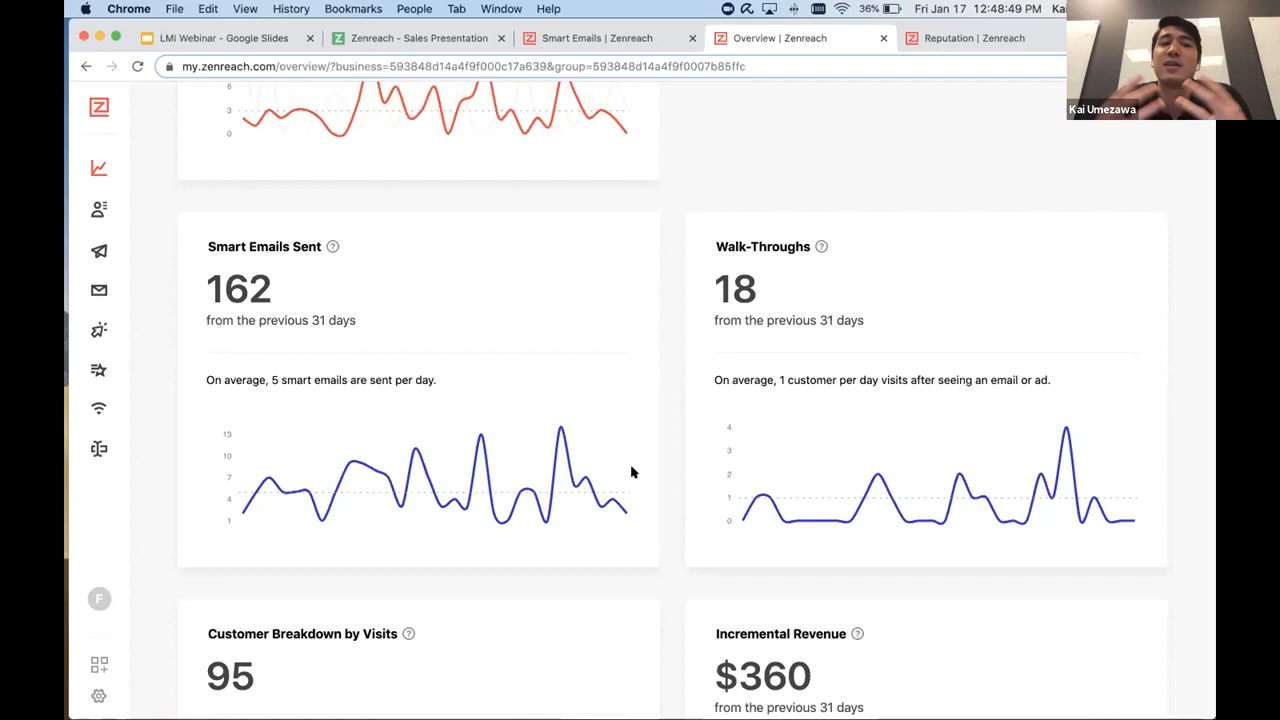 Chrome File Edit View History Bookmarks People Tab Window Help 36% Fri Jan 17 12:48:49 PM Kai
LMI Webinar - Google Slides
Zenreach - Sales Presentation
Smart Emails | Zenreach
Overview | Zenreach
Reputation | Zenreach
my.zenreach.com/overview/?business=593848d14a4f9f000c17a639&group=593848d14a4f9f0007b85ffc
Kai Umezawa
Z
6
3
0
Smart Emails Sent ?
162
from the previous 31 days
On average, 5 smart emails are sent per day.
13
10
7
4
1
Walk-Throughs ?
18
from the previous 31 days
On average, 1 customer per day visits after seeing an email or ad.
4
3
2
1
0
F
Customer Breakdown by Visits ?
95
Incremental Revenue ?
$360
from the previous 31 days